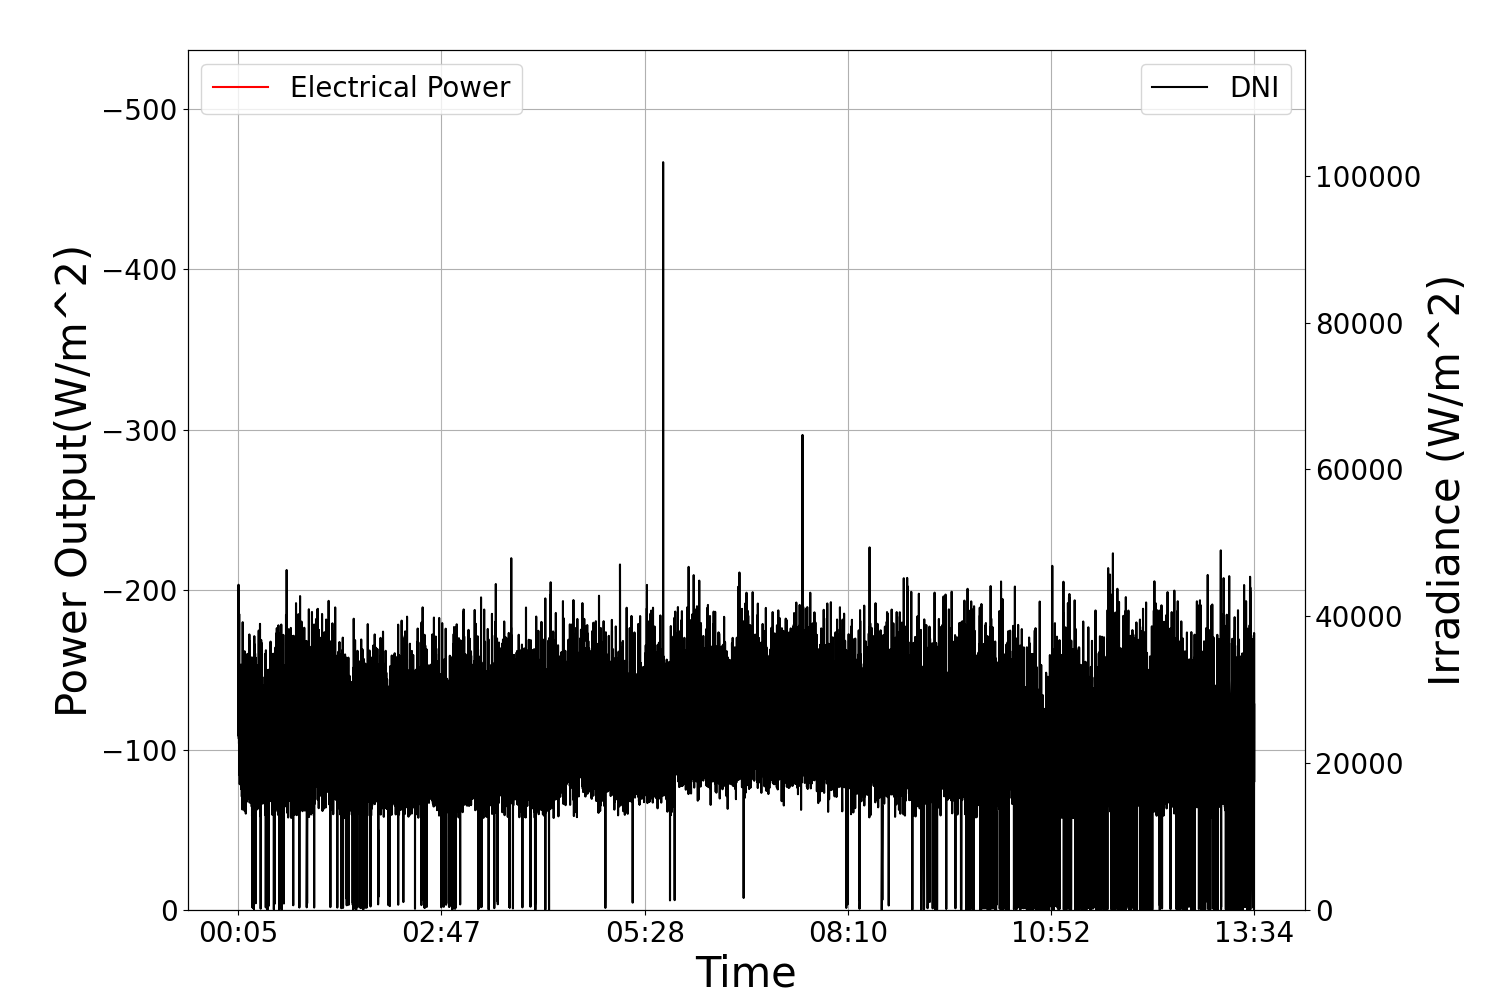 Electrical Power
DNI
Power Output(W/m^2)
−500
−400
−300
−200
−100
0
100000
80000
60000
40000
20000
0
Irradiance (W/m^2)
00:05 02:47 05:28 08:10 10:52 13:34
Time